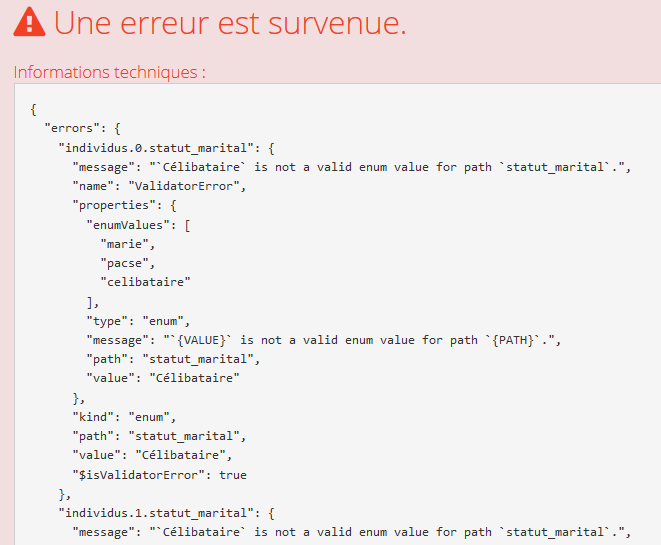 Une erreur est survenue.
Informations techniques :
{
"errors": {
"individus.0.statut_marital": {
"message": "`Célibataire` is not a valid enum value for path `statut_marital`.",
"name": "ValidatorError",
"properties": {
"enumValues": [
"marie",
"pacse",
"celibataire"
],
"type": "enum",
"message": "`{VALUE}` is not a valid enum value for path `{PATH}`.",
"path": "statut_marital",
"value": "Célibataire"
},
"kind": "enum",
"path": "statut_marital",
"value": "Célibataire",
"$isValidatorError": true
},
"individus.1.statut_marital": {
"message": "`Célibataire` is not a valid enum value for path `statut_marital`.",